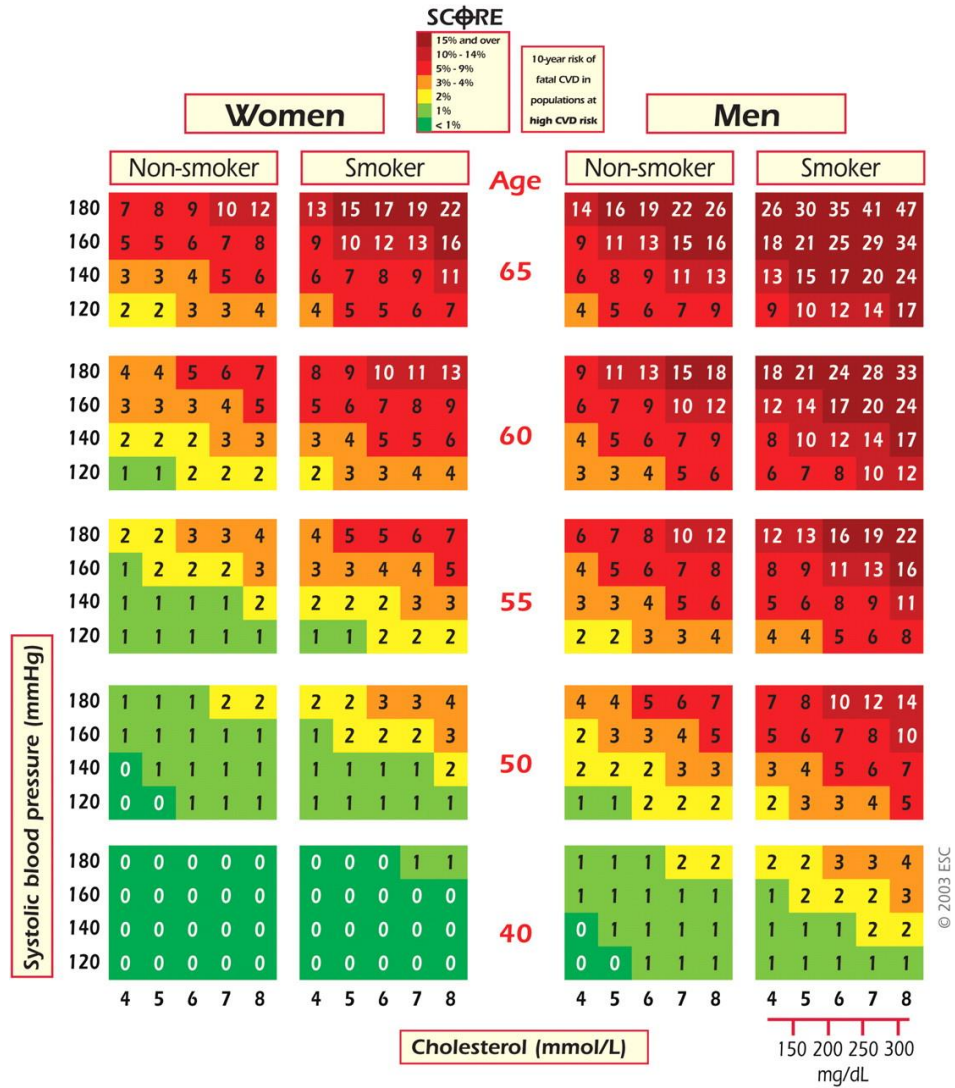 SCORE
15% and over
10% - 14%
5% - 9%
3% - 4%
2%
1%
< 1%
10-year risk of
fatal CVD in
populations at
high CVD risk
Women
Men
Non-smoker Smoker Age Non-smoker Smoker
180 7 8 9 10 12 13 15 17 19 22 14 16 19 22 26 26 30 35 41 47
160 5 5 6 7 8 9 10 12 13 16 9 11 13 15 16 18 21 25 29 34
65
140 3 3 4 5 6 6 7 8 9 11 6 8 9 11 13 13 15 17 20 24
120 2 2 3 3 4 4 5 5 6 7 4 5 6 7 9 9 10 12 14 17
180 4 4 5 6 7 8 9 10 11 13 9 11 13 15 18 18 21 24 28 33
160 3 3 3 4 5 5 6 7 8 9 6 7 9 10 12 12 14 17 20 24
60
140 2 2 2 3 3 3 4 5 5 6 4 5 6 7 9 8 10 12 14 17
120 1 1 2 2 2 2 3 3 4 4 3 3 4 5 6 6 7 8 10 12
180 2 2 3 3 4 4 5 5 6 7 6 7 8 10 12 12 13 16 19 22
160 1 2 2 2 3 3 3 4 4 5 4 5 6 7 8 8 9 11 13 16
55
140 1 1 1 1 2 2 2 2 3 3 3 3 4 5 6 5 6 8 9 11
120 1 1 1 1 1 1 1 2 2 2 2 2 3 3 4 4 4 5 6 8
180 1 1 1 2 2 2 2 3 3 4 4 4 5 6 7 7 8 10 12 14
160 1 1 1 1 1 1 2 2 2 3 2 3 3 4 5 5 6 7 8 10
50
140 0 1 1 1 1 1 1 1 1 2 2 2 2 3 3 3 4 5 6 7
120 0 0 1 1 1 1 1 1 1 1 1 1 2 2 2 2 3 3 4 5
180 0 0 0 0 0 0 0 0 1 1 1 1 1 2 2 2 2 3 3 4
160 0 0 0 0 0 0 0 0 0 0 1 1 1 1 1 1 2 2 2 3
40
140 0 0 0 0 0 0 0 0 0 0 0 1 1 1 1 1 1 1 2 2
120 0 0 0 0 0 0 0 0 0 0 0 0 1 1 1 1 1 1 1 1
4 5 6 7 8 4 5 6 7 8 4 5 6 7 8 4 5 6 7 8
Systolic blood pressure (mmHg)
© 2003 ESC
Cholesterol (mmol/L)
150 200 250 300
mg/dL